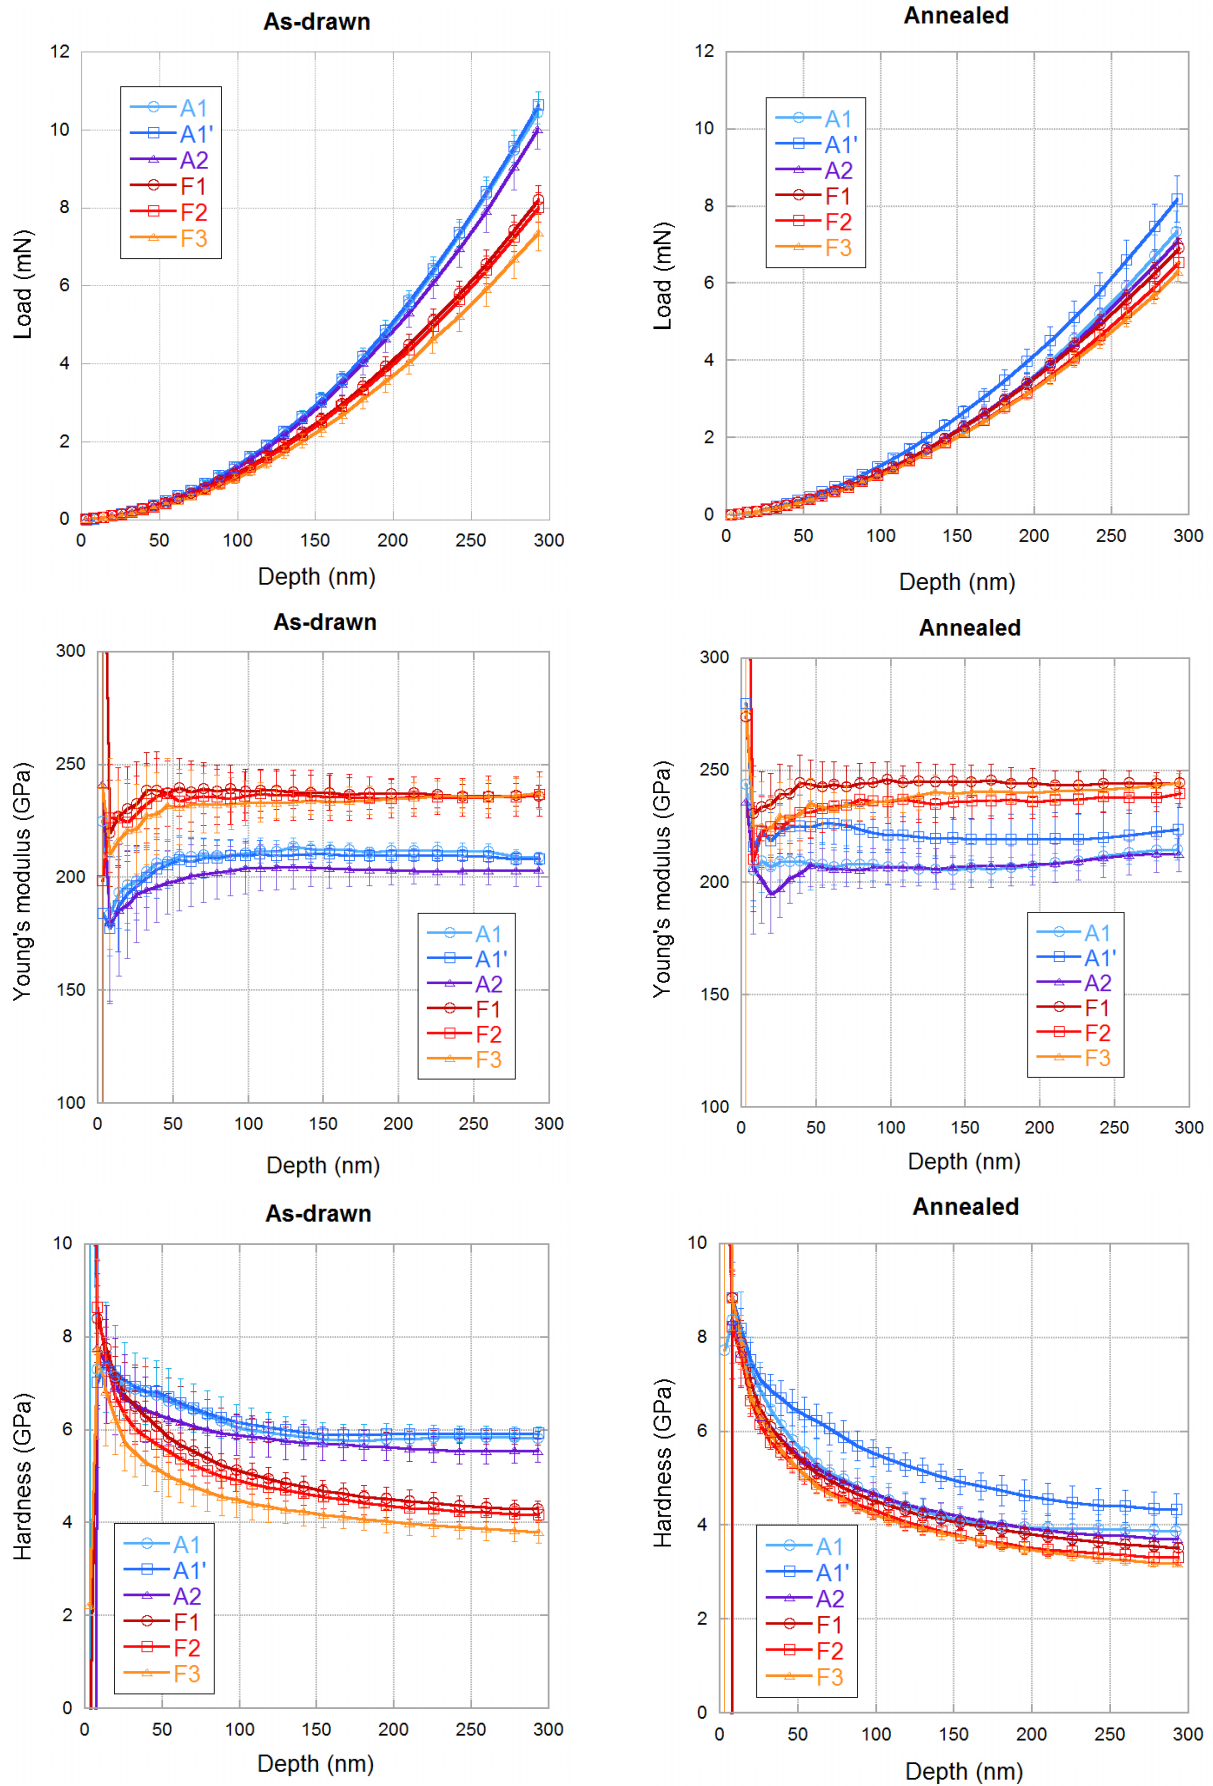 As-drawn
12
10
8
6
4
2
0
Load (mN)
A1
A1'
A2
F1
F2
F3
0 50 100 150 200 250 300
Depth (nm)
Annealed
12
10
8
6
4
2
0
Load (mN)
A1
A1'
A2
F1
F2
F3
0 50 100 150 200 250 300
Depth (nm)
As-drawn
300
250
200
150
100
Young's modulus (GPa)
A1
A1'
A2
F1
F2
F3
0 50 100 150 200 250 300
Depth (nm)
Annealed
300
250
200
150
100
Young's modulus (GPa)
A1
A1'
A2
F1
F2
F3
0 50 100 150 200 250 300
Depth (nm)
As-drawn
10
8
6
4
2
0
Hardness (GPa)
A1
A1'
A2
F1
F2
F3
0 50 100 150 200 250 300
Depth (nm)
Annealed
10
8
6
4
2
0
Hardness (GPa)
A1
A1'
A2
F1
F2
F3
0 50 100 150 200 250 300
Depth (nm)